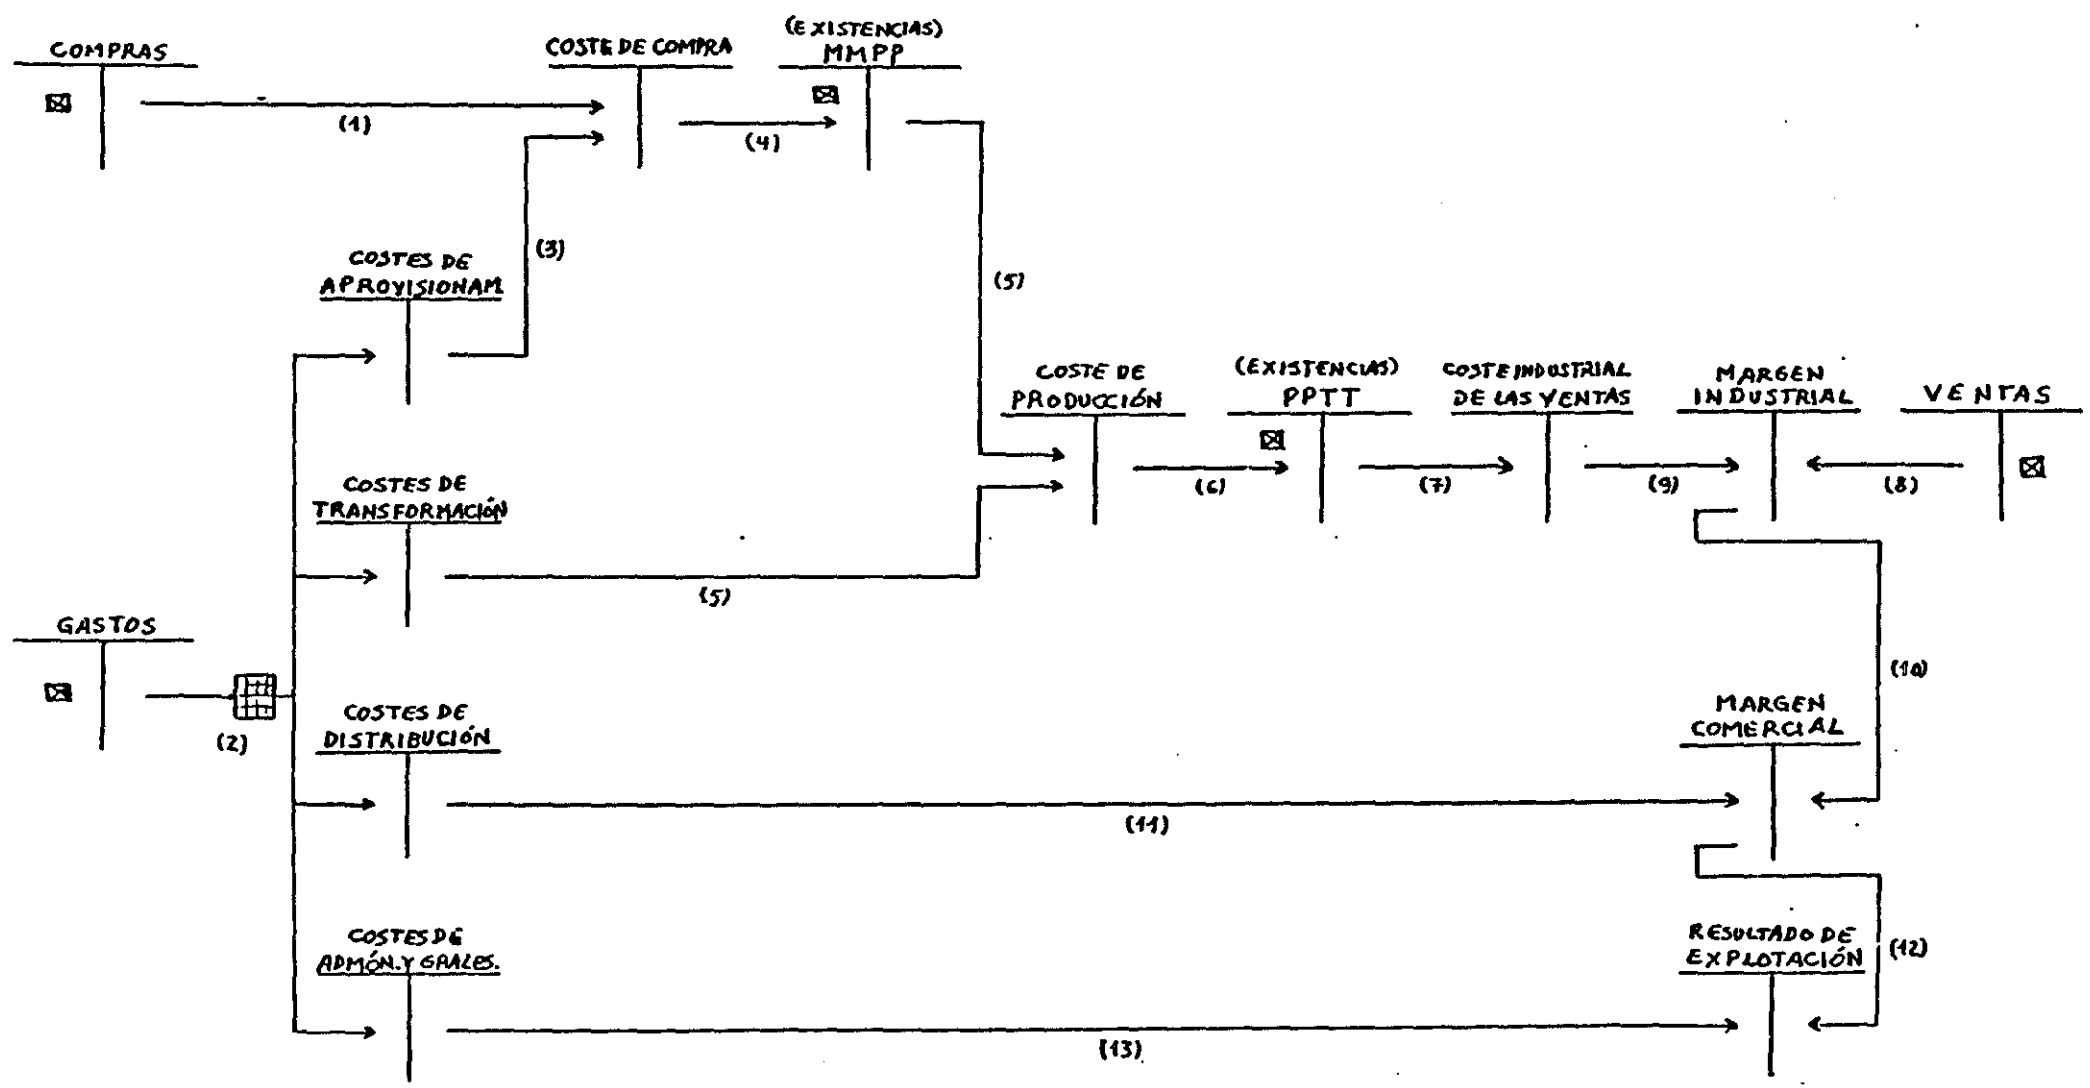 COMPRAS
COSTE DE COMPRA
(EXISTENCIAS)
MMPP
(1)
(4)
(3)
COSTES DE
APROVISIONAM
(5)
COSTE DE
PRODUCCIÓN
(EXISTENCIAS)
PPTT
COSTE INDUSTRIAL
DE LAS VENTAS
MARGEN
INDUSTRIAL
VENTAS
(6)
(7)
(9)
(8)
COSTES DE
TRANSFORMACIÓN
(5)
GASTOS
(2)
(10)
COSTES DE
DISTRIBUCIÓN
MARGEN
COMERCIAL
(11)
COSTES DE
ADMÓN. Y GRALES.
RESULTADO DE
EXPLOTACIÓN
(12)
(13)